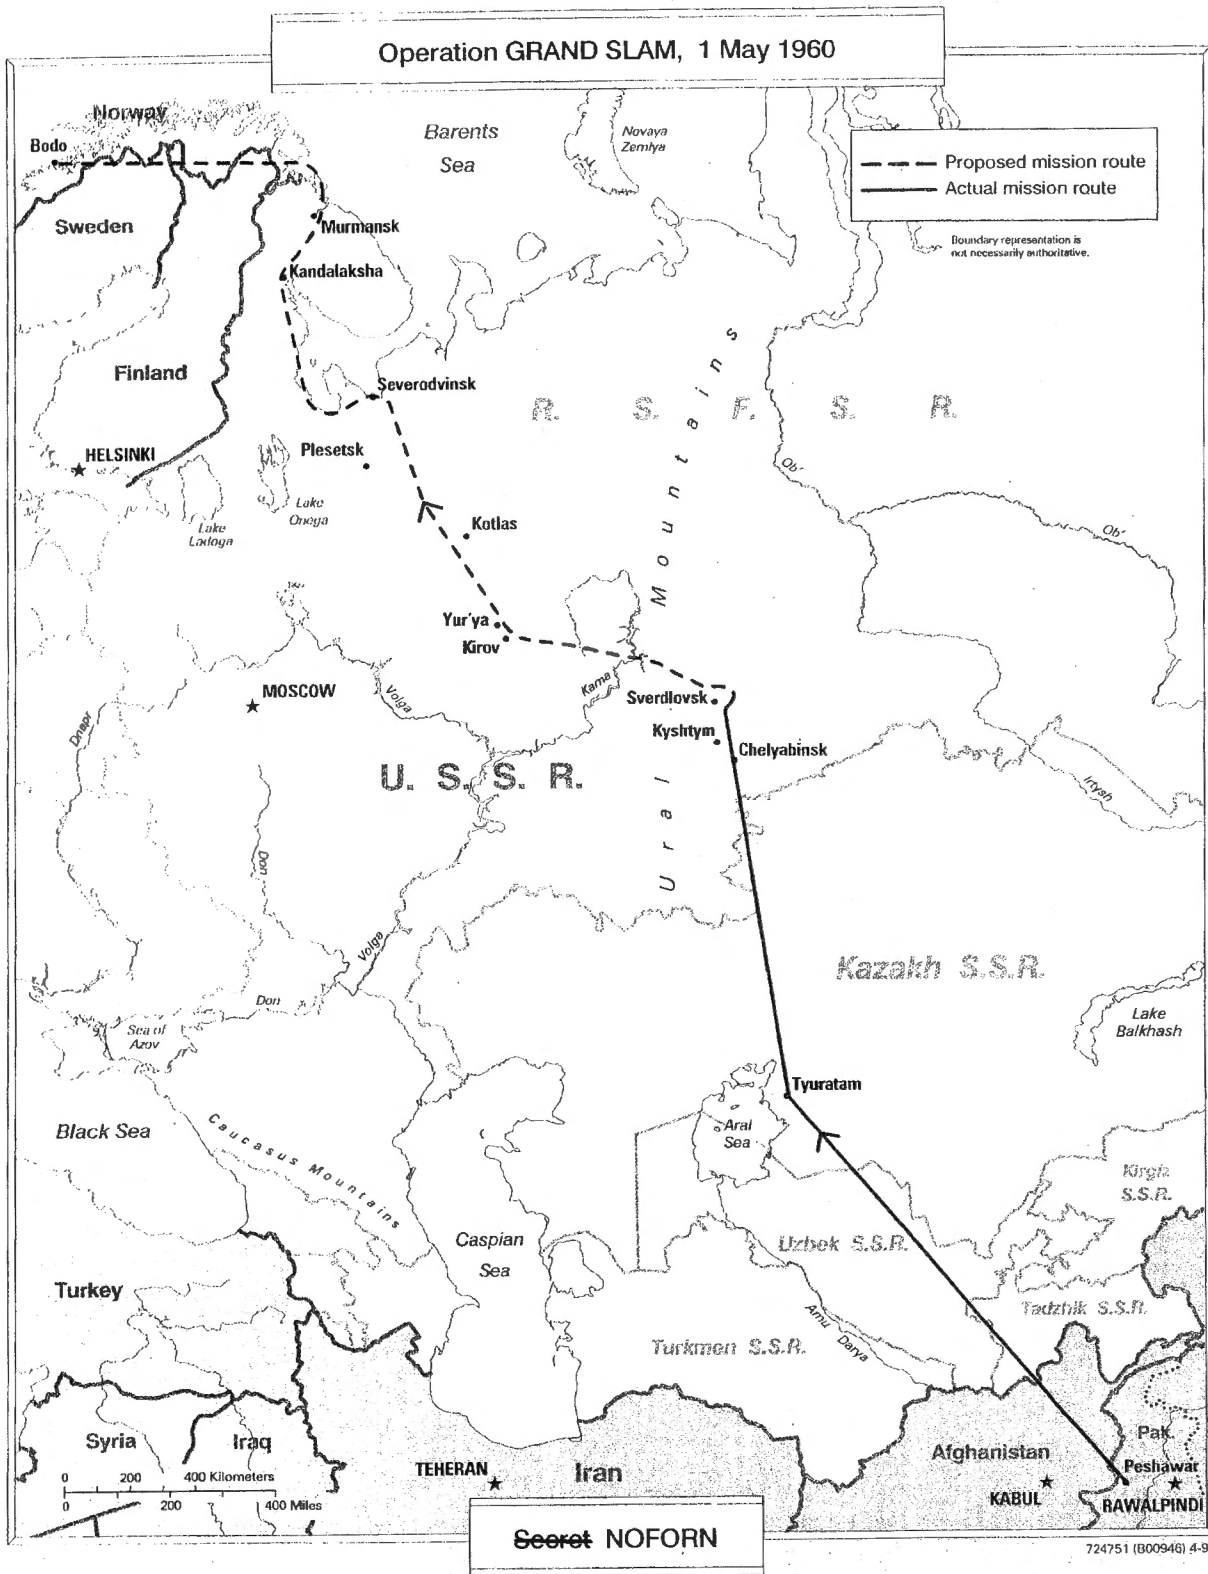 Operation GRAND SLAM, 1 May 1960
Norway
Bodo
Barents
Sea
Novaya
Zemlya
Proposed mission route
Actual mission route
Boundary representation is
not necessarily authoritative.
Sweden
Murmansk
Kandalaksha
Finland
Severodvinsk
R. S. F. S. R.
HELSINKI
Plesetsk
Lake
Ladoga
Lake
Onega
Kotlas
Ob'
Ob'
Ural Mountains
Yur'ya
Kirov
MOSCOW
Volga
Kama
Sverdlovsk
Kyshtym
Chelyabinsk
Dnepr
U. S. S. R.
Irtysh
Don
Volga
Kazakh S.S.R.
Don
Sea of
Azov
Lake
Balkhash
Tyuratam
Aral
Sea
Black Sea
Caucasus Mountains
Kirgiz
S.S.R.
Caspian
Sea
Uzbek S.S.R.
Turkey
Tadzhik S.S.R.
Amu Darya
Turkmen S.S.R.
Syria
Iraq
TEHERAN
Iran
Afghanistan
Pak.
Peshawar
KABUL
RAWALPINDI
0 200 400 Kilometers
0 200 400 Miles
Secret NOFORN
724751 (B00946) 4-9